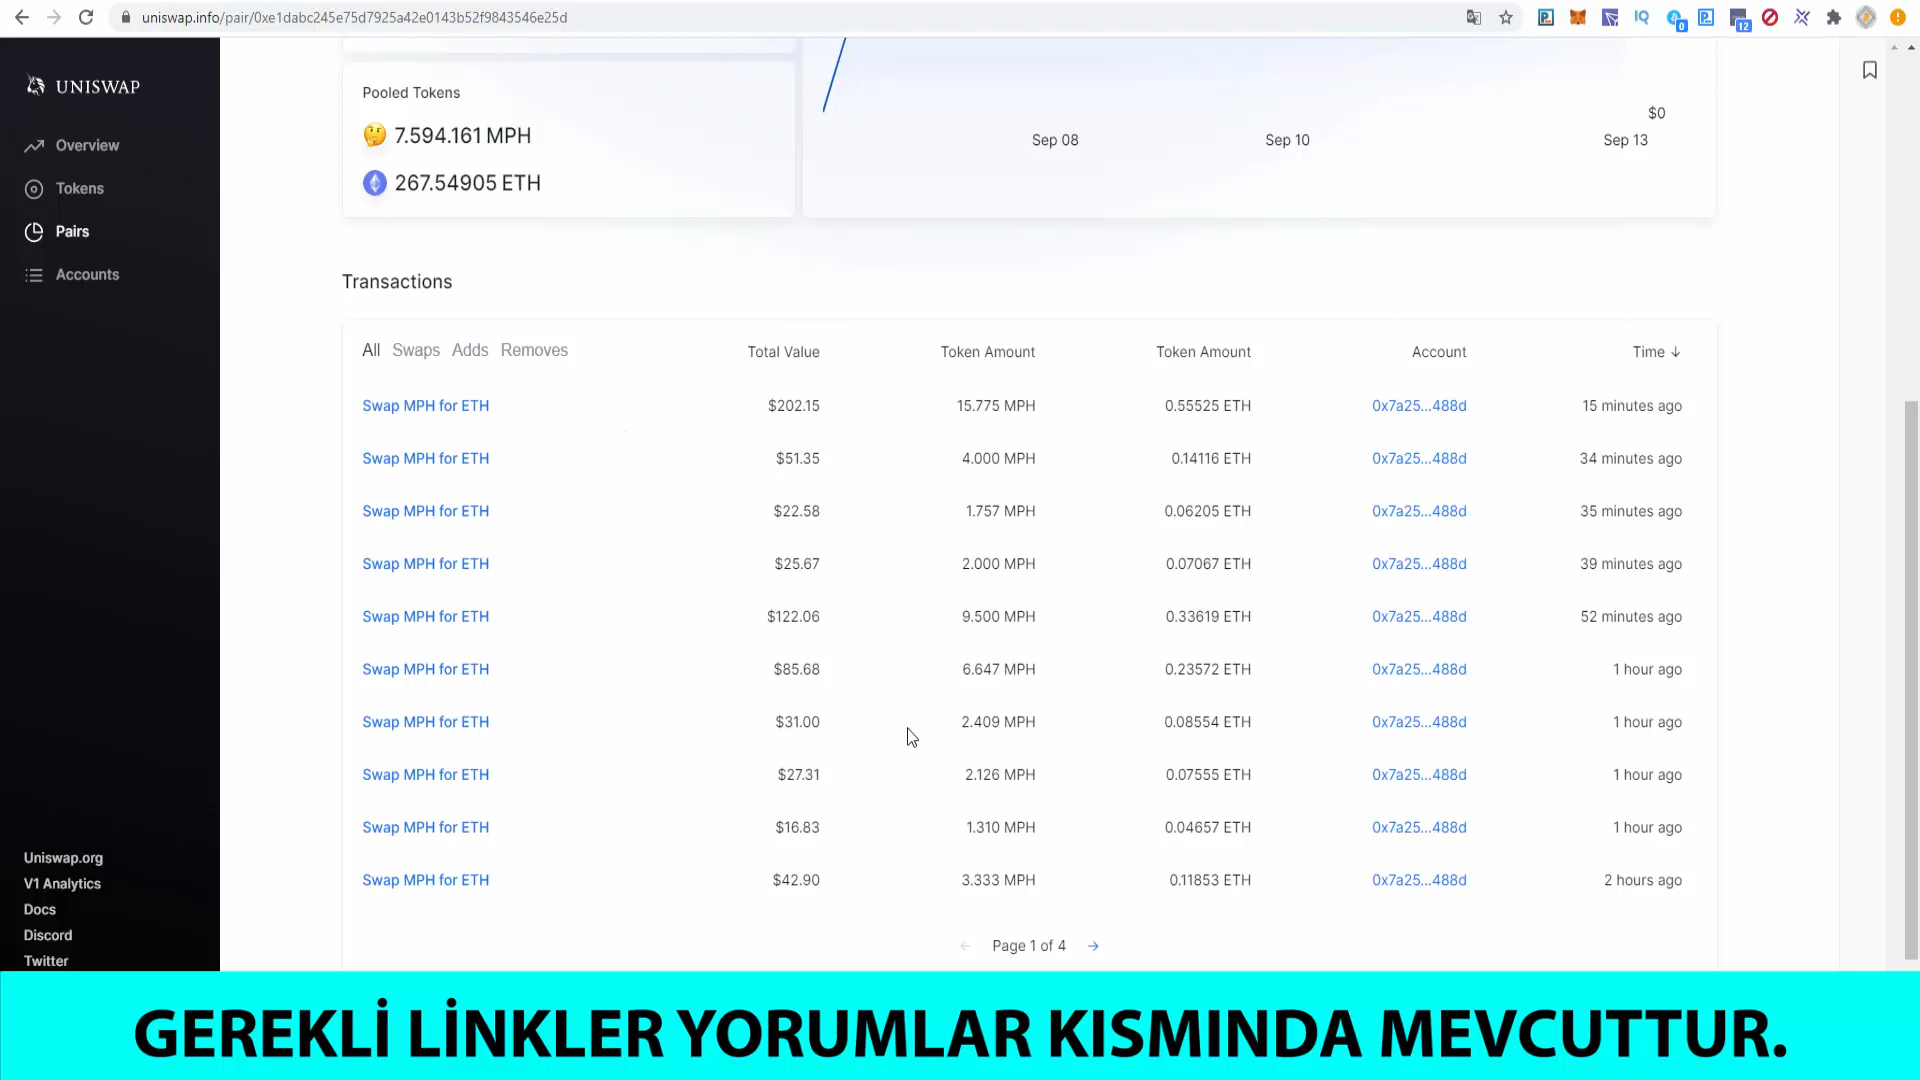 uniswap.info/pair/0xe1dabc245e75d7925a42e0143b52f9843546e25d
IQ
0
12
UNISWAP
Overview
Tokens
Pairs
Accounts
Uniswap.org
V1 Analytics
Docs
Discord
Twitter
Pooled Tokens
7.594.161 MPH
267.54905 ETH
$0
Sep 08 Sep 10 Sep 13
Transactions
All Swaps Adds Removes Total Value Token Amount Token Amount Account Time ↓
Swap MPH for ETH $202.15 15.775 MPH 0.55525 ETH 0x7a25...488d 15 minutes ago
Swap MPH for ETH $51.35 4.000 MPH 0.14116 ETH 0x7a25...488d 34 minutes ago
Swap MPH for ETH $22.58 1.757 MPH 0.06205 ETH 0x7a25...488d 35 minutes ago
Swap MPH for ETH $25.67 2.000 MPH 0.07067 ETH 0x7a25...488d 39 minutes ago
Swap MPH for ETH $122.06 9.500 MPH 0.33619 ETH 0x7a25...488d 52 minutes ago
Swap MPH for ETH $85.68 6.647 MPH 0.23572 ETH 0x7a25...488d 1 hour ago
Swap MPH for ETH $31.00 2.409 MPH 0.08554 ETH 0x7a25...488d 1 hour ago
Swap MPH for ETH $27.31 2.126 MPH 0.07555 ETH 0x7a25...488d 1 hour ago
Swap MPH for ETH $16.83 1.310 MPH 0.04657 ETH 0x7a25...488d 1 hour ago
Swap MPH for ETH $42.90 3.333 MPH 0.11853 ETH 0x7a25...488d 2 hours ago
← Page 1 of 4 →
GEREKLİ LİNKLER YORUMLAR KISMINDA MEVCUTTUR.